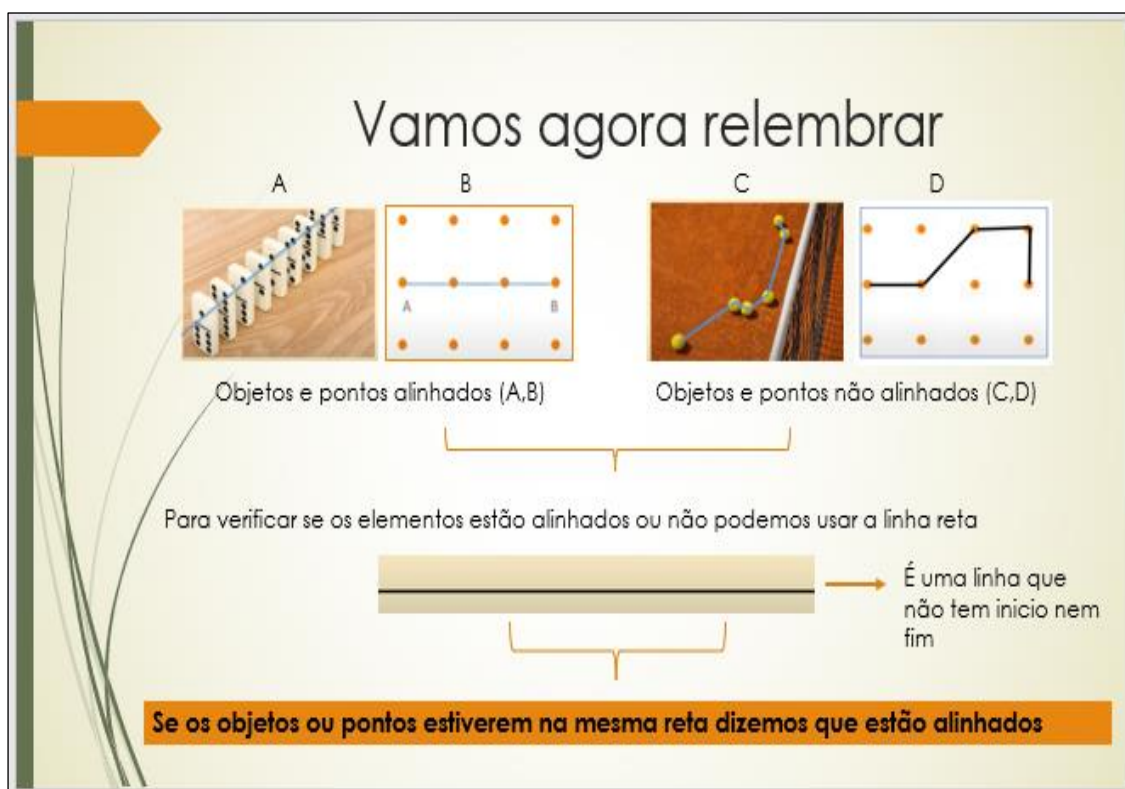 Vamos agora relembrar
A B C D
A B
Objetos e pontos alinhados (A,B)
Objetos e pontos não alinhados (C,D)
Para verificar se os elementos estão alinhados ou não podemos usar a linha reta
É uma linha que
não tem inicio nem
fim
Se os objetos ou pontos estiverem na mesma reta dizemos que estão alinhados